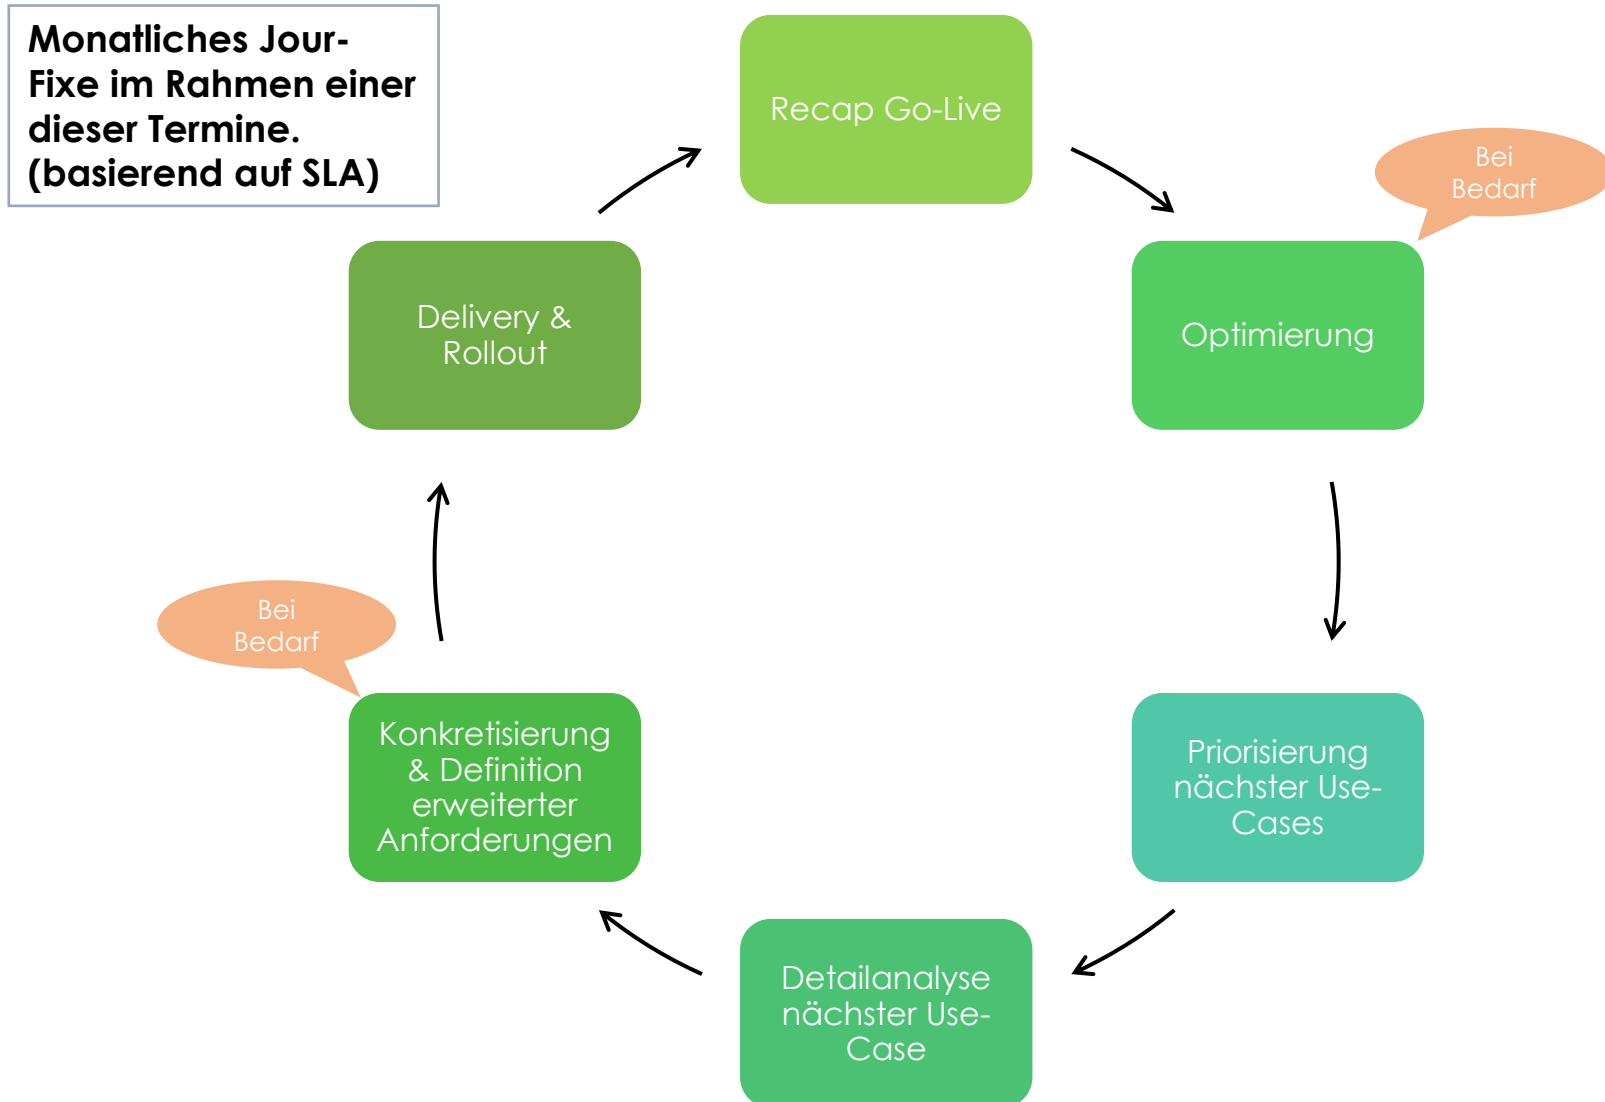 Monatliches Jour-
Fixe im Rahmen einer
dieser Termine.
(basierend auf SLA)
Recap Go-Live
Bei
Bedarf
Optimierung
Priorisierung
nächster Use-
Cases
Detailanalyse
nächster Use-
Case
Konkretisierung
& Definition
erweiterter
Anforderungen
Bei
Bedarf
Delivery &
Rollout